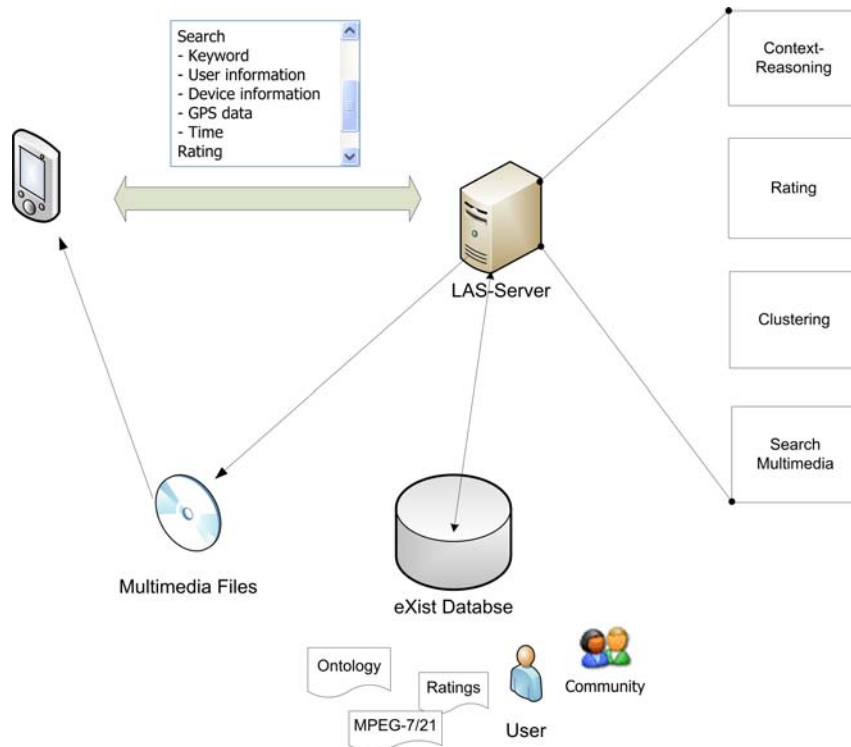 Search
- Keyword
- User information
- Device information
- GPS data
- Time
Rating
Context-
Reasoning
Rating
LAS-Server
Clustering
Search
Multimedia
Multimedia Files
eXist Databse
Ontology
Ratings
MPEG-7/21
User
Community